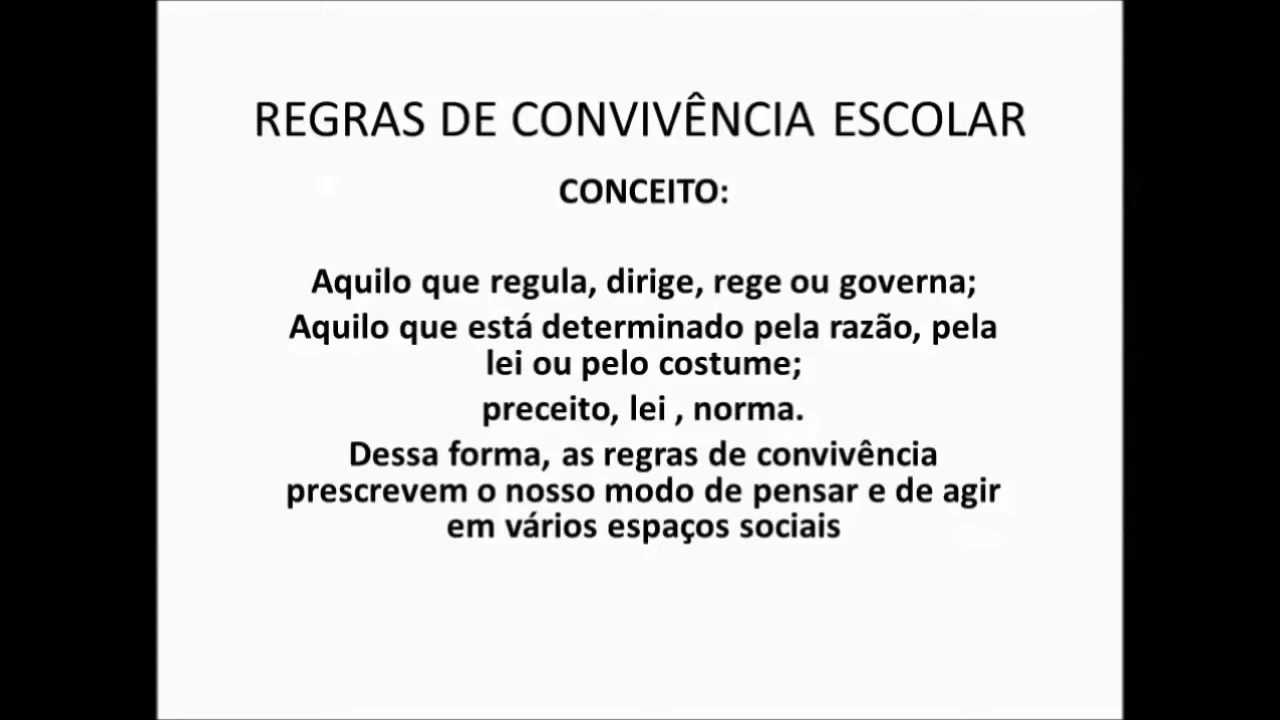 REGRAS DE CONVIVÊNCIA ESCOLAR
CONCEITO:
Aquilo que regula, dirige, rege ou governa;
Aquilo que está determinado pela razão, pela
lei ou pelo costume;
preceito, lei , norma.
Dessa forma, as regras de convivência
prescrevem o nosso modo de pensar e de agir
em vários espaços sociais